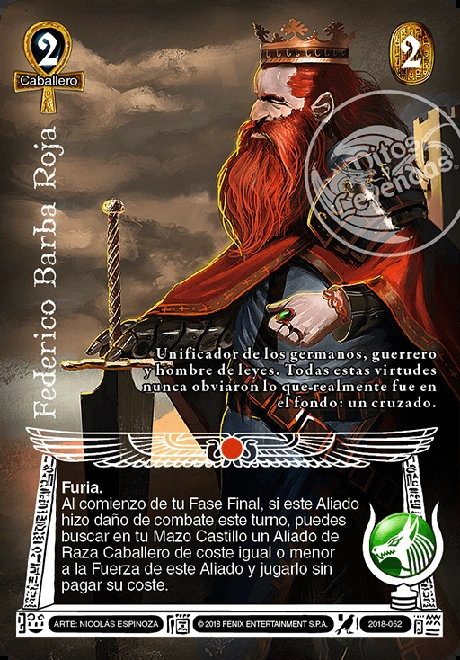 2
Caballero
2
Mitos
Leyendas
Federico Barba Roja
Unificador de los germanos, guerrero
y hombre de leyes. Todas estas virtudes
nunca obviaron lo que realmente fue en
el fondo: un cruzado.
Furia.
Al comienzo de tu Fase Final, si este Aliado
hizo daño de combate este turno, puedes
buscar en tu Mazo Castillo un Aliado de
Raza Caballero de coste igual o menor
a la Fuerza de este Aliado y jugarlo sin
pagar su coste.
ARTE: NICOLÁS ESPINOZA
© 2018 FENIX ENTERTAINMENT S.P.A.
2018-052